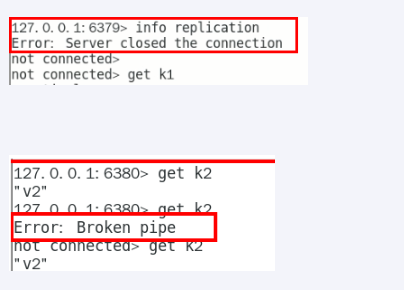 127.0.0.1:6379> info replication
Error: Server closed the connection
not connected>
not connected> get k1
127.0.0.1:6380> get k2
"v2"
127.0.0.1:6380> get k2
Error: Broken pipe
not connected> get k2
"v2"